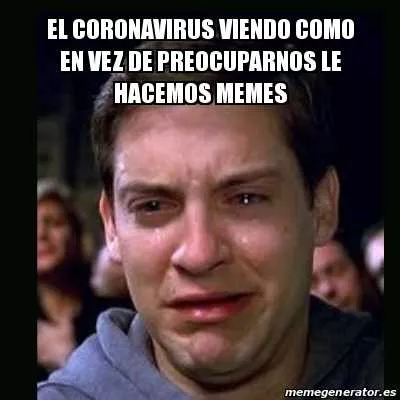 EL CORONAVIRUS VIENDO COMO
EN VEZ DE PREOCUPARNOS LE
HACEMOS MEMES
memegenerator.es